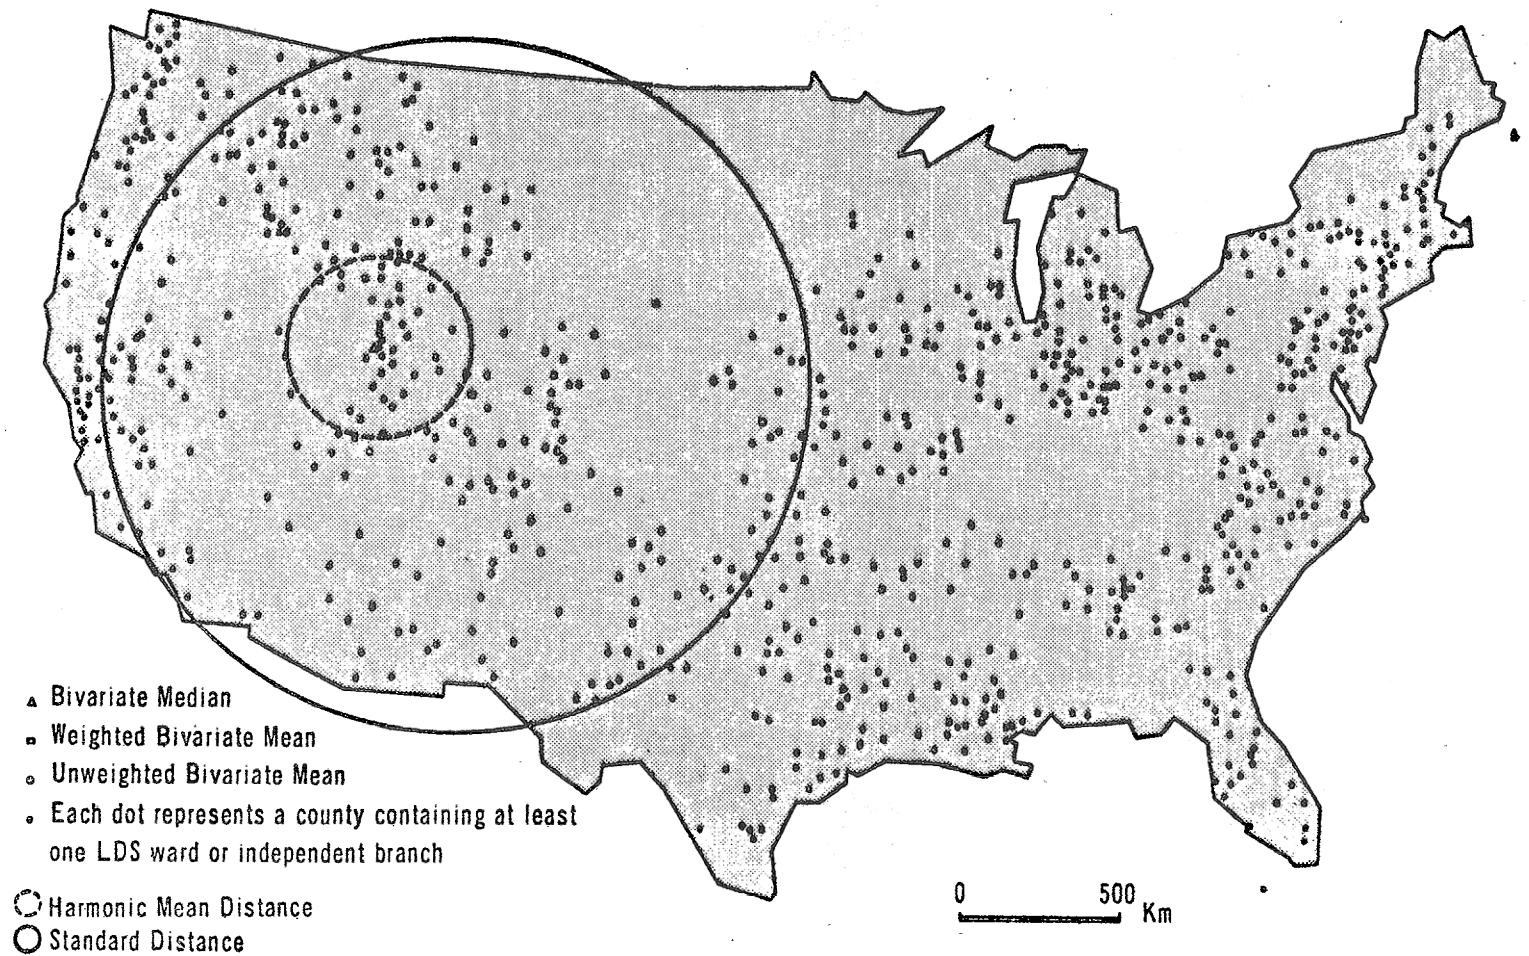 Bivariate Median
Weighted Bivariate Mean
Unweighted Bivariate Mean
Each dot represents a county containing at least
one LDS ward or independent branch
Harmonic Mean Distance
Standard Distance
0 500 Km